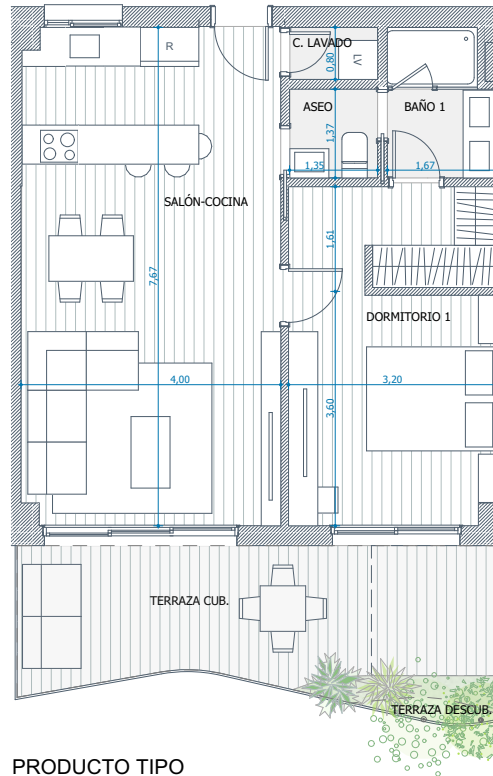 R
C. LAVADO
0,80
LV
ASEO
BAÑO 1
1,37
1,35
1,67
SALÓN-COCINA
1,61
7,67
DORMITORIO 1
4,00
3,20
3,60
TERRAZA CUB.
TERRAZA DESCUB.
PRODUCTO TIPO